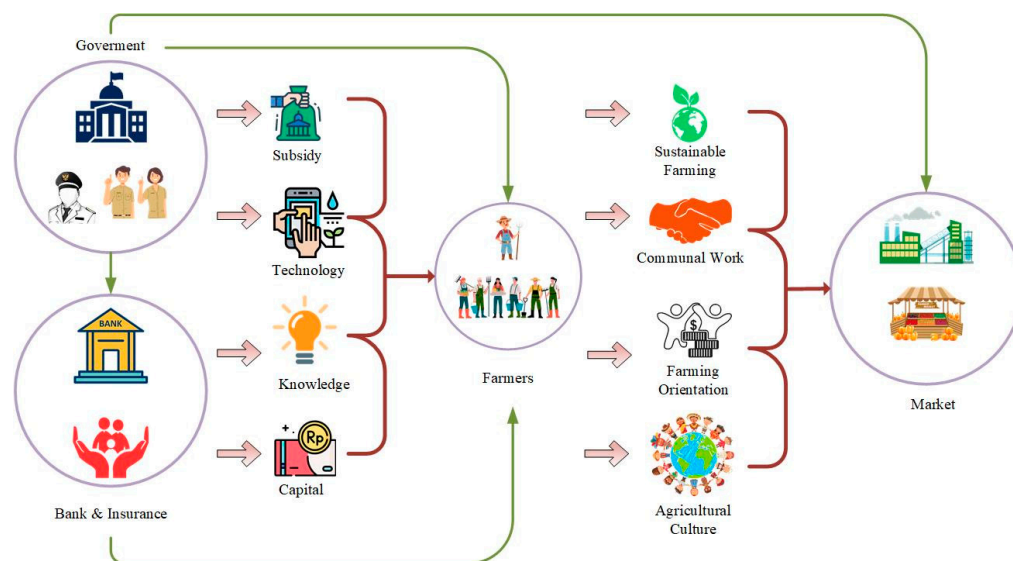 Goverment
Subsidy
Technology
BANK
Knowledge
Rp
Capital
Bank & Insurance
Farmers
Sustainable
Farming
Communal Work
$
Farming
Orientation
Agricultural
Culture
Market